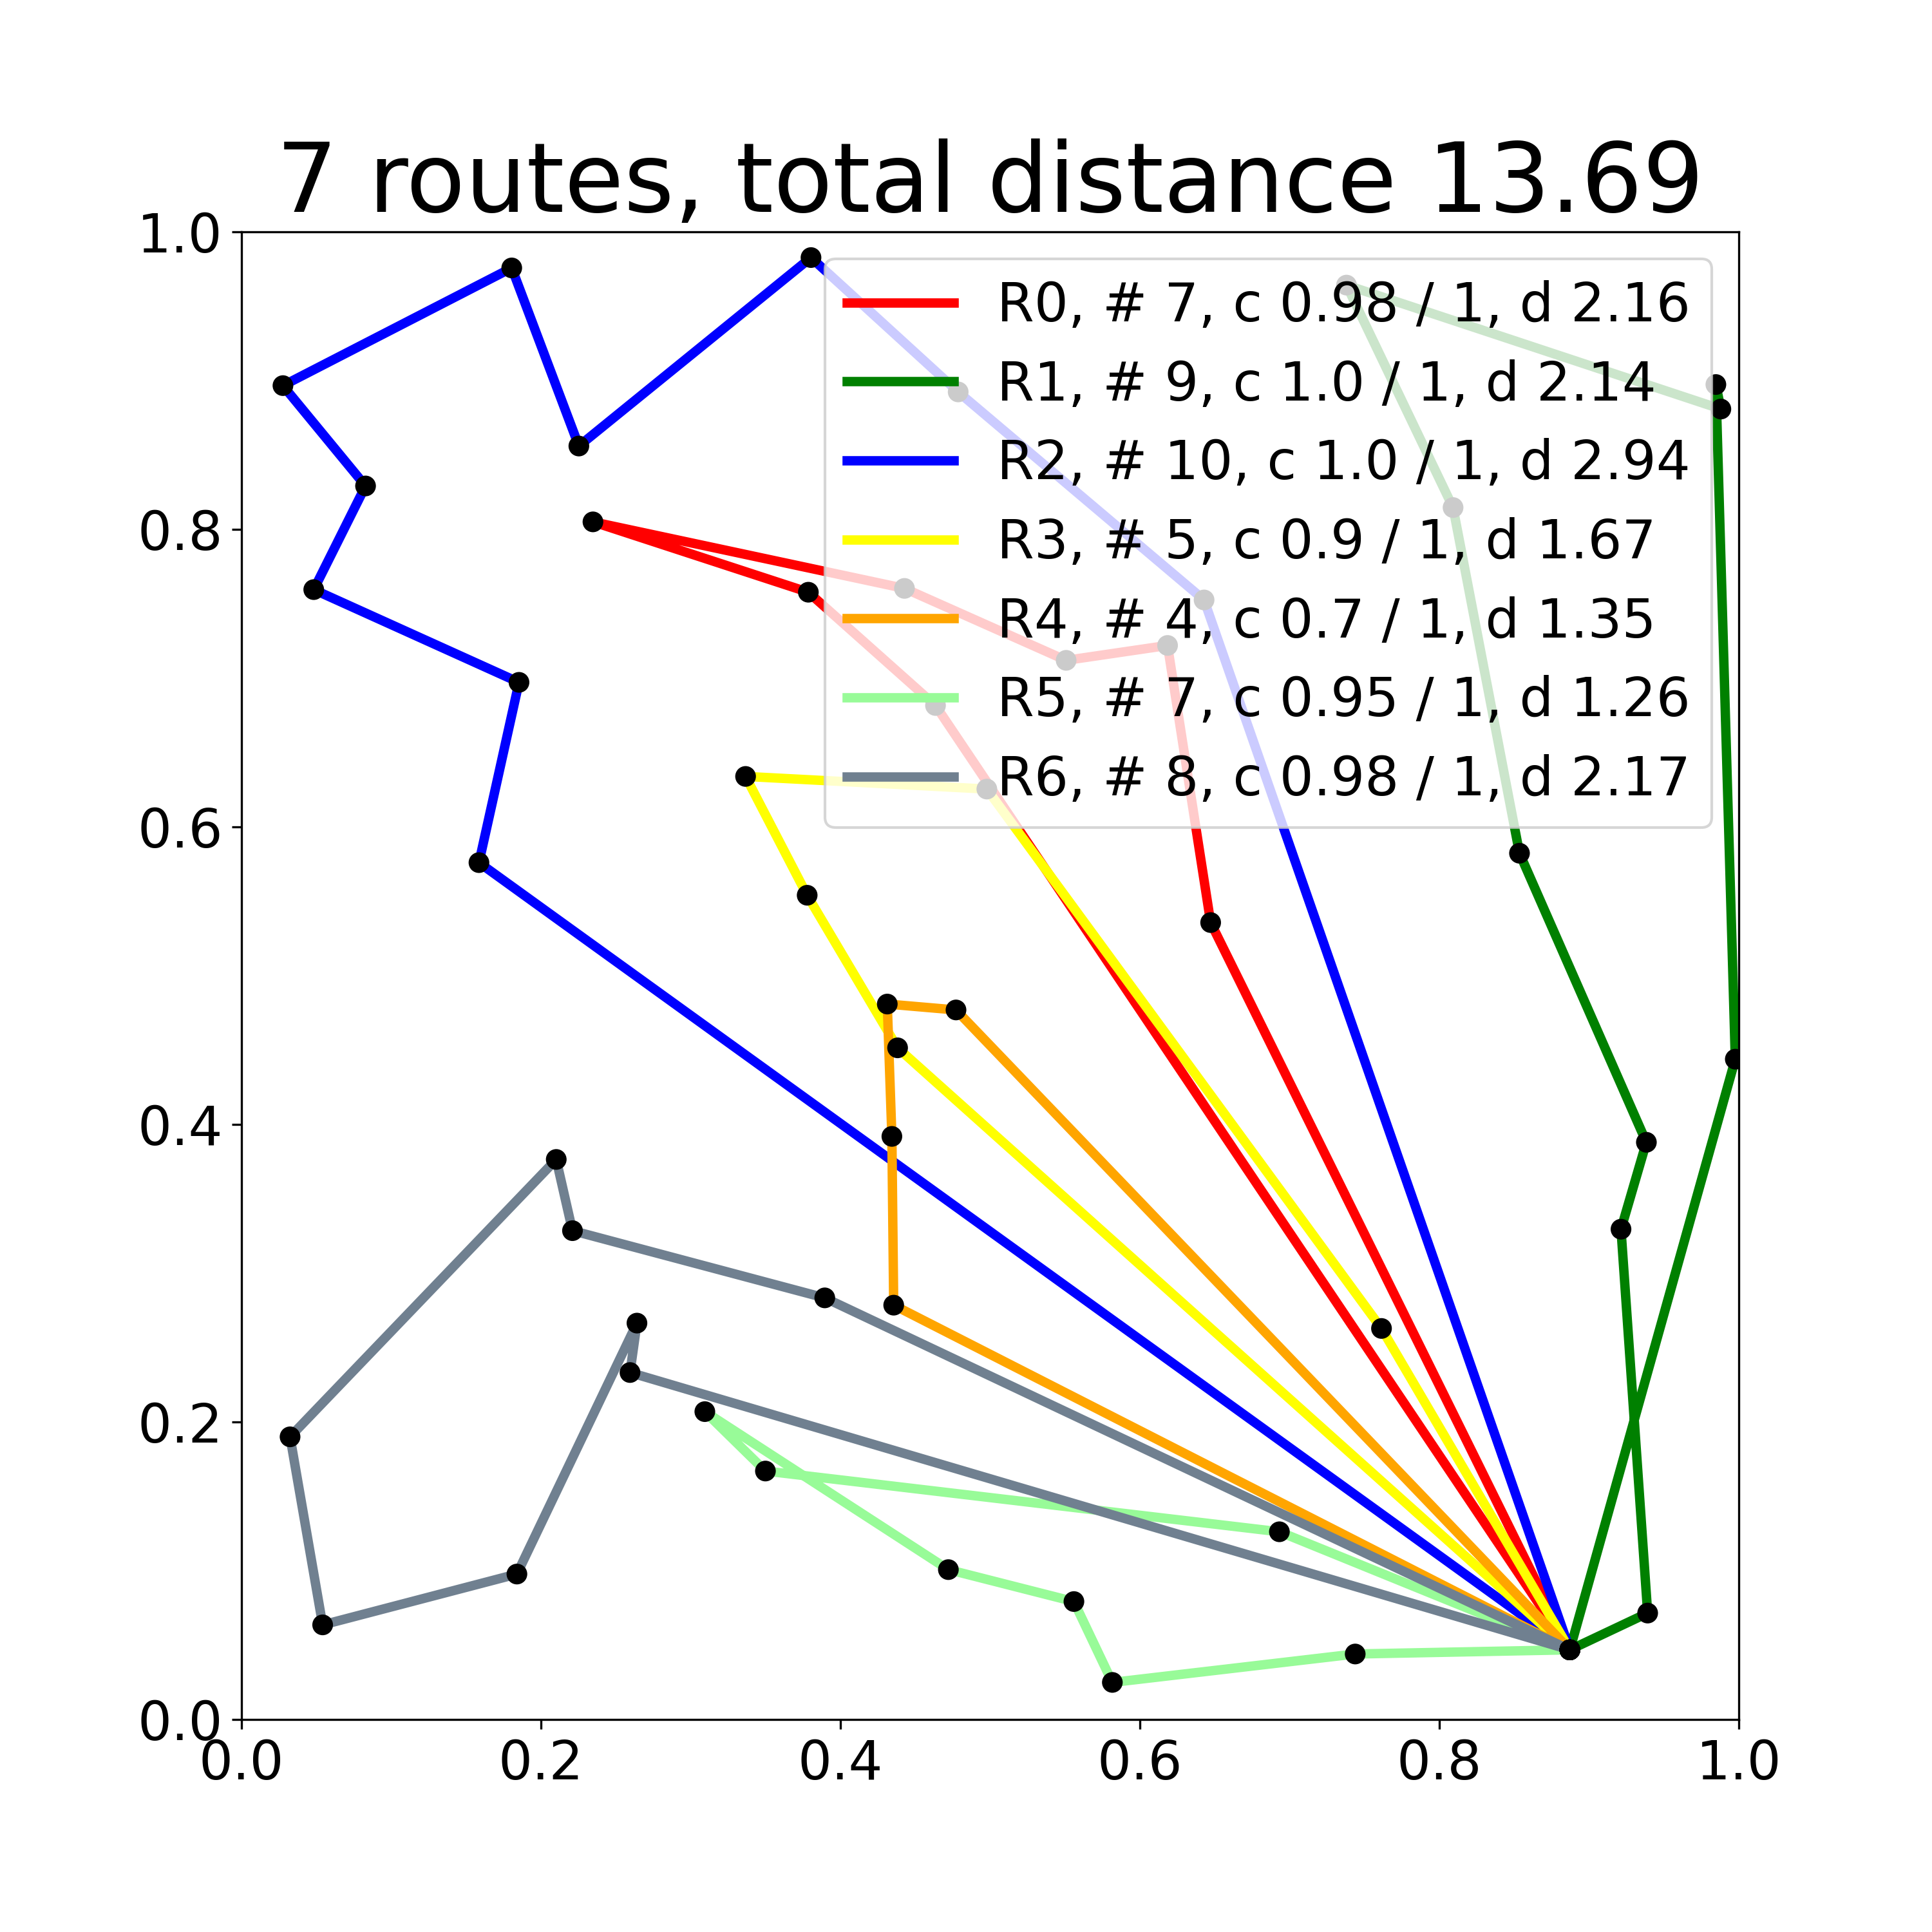 7 routes, total distance 13.69
1.0
R0, # 7, c 0.98 / 1, d 2.16
R1, # 9, c 1.0 / 1, d 2.14
R2, # 10, c 1.0 / 1, d 2.94
0.8
R3, # 5, c 0.9 / 1, d 1.67
R4, # 4, c 0.7 / 1, d 1.35
R5, # 7, c 0.95 / 1, d 1.26
R6, # 8, c 0.98 / 1, d 2.17
0.6
0.4
0.2
0.0
0.0 0.2 0.4 0.6 0.8 1.0